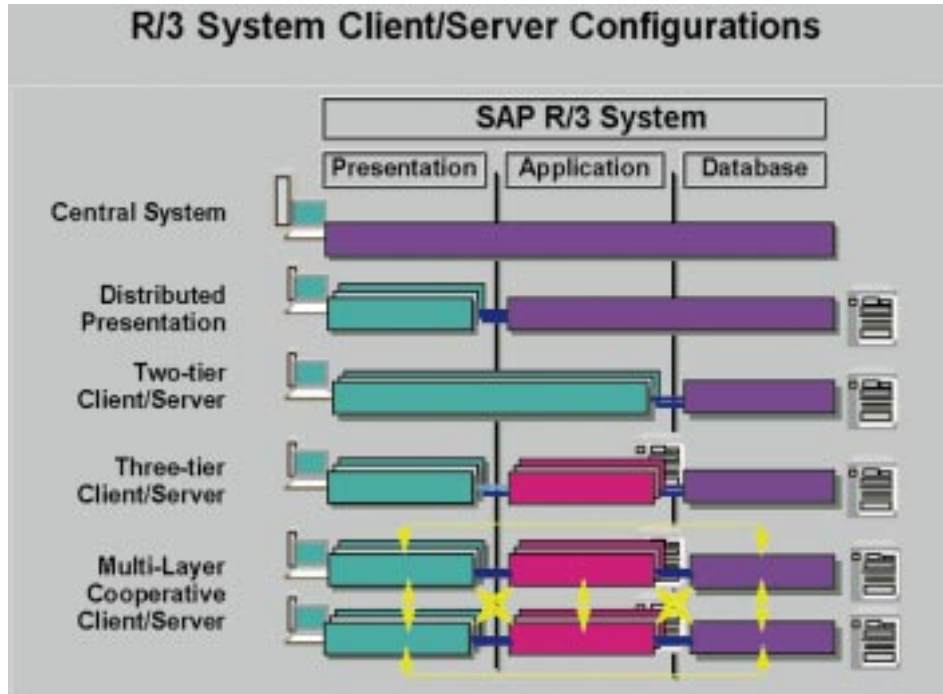 R/3 System Client/Server Configurations
SAP R/3 System
Presentation
Application
Database
Central System
Distributed
Presentation
Two-tier
Client/Server
Three-tier
Client/Server
Multi-Layer
Cooperative
Client/Server